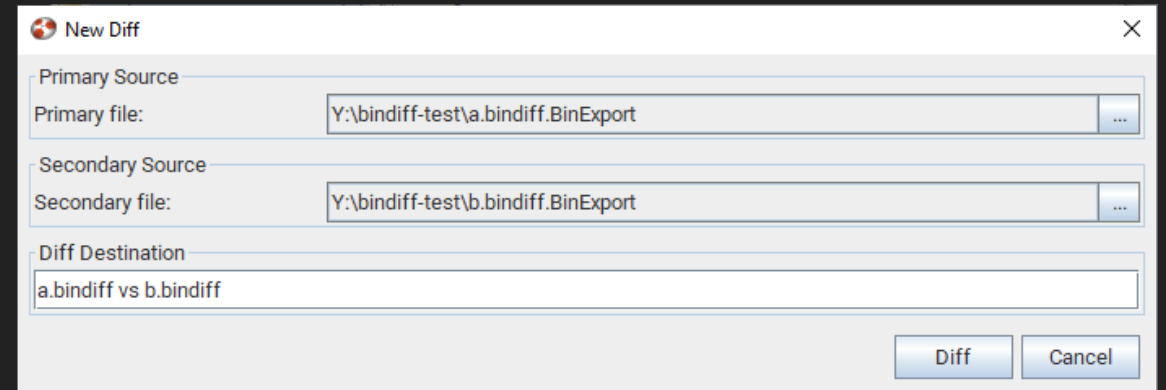 New Diff
Primary Source
Primary file: Y:\bindiff-test\a.bindiff.BinExport ...
Secondary Source
Secondary file: Y:\bindiff-test\b.bindiff.BinExport ...
Diff Destination
a.bindiff vs b.bindiff
Diff Cancel